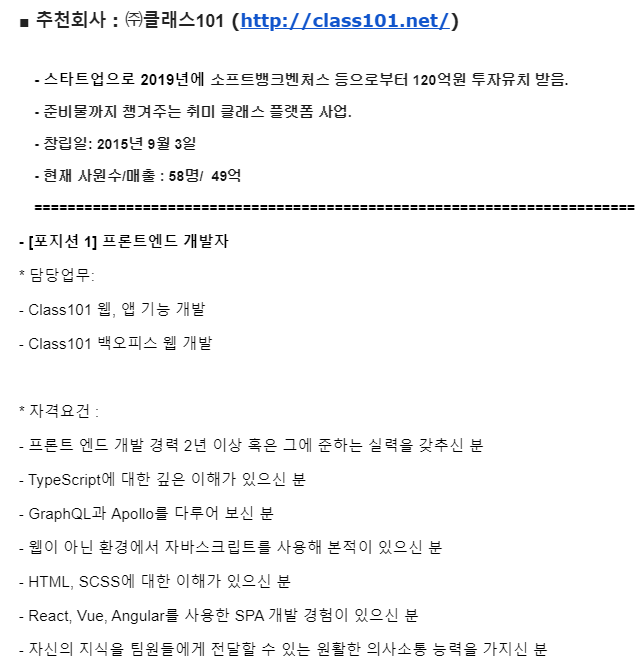 ■ 추천회사 : ㈜클래스101 (http://class101.net/)
- 스타트업으로 2019년에 소프트뱅크벤쳐스 등으로부터 120억원 투자유치 받음.
- 준비물까지 챙겨주는 취미 클래스 플랫폼 사업.
- 창립일: 2015년 9월 3일
- 현재 사원수/매출 : 58명/ 49억
========================================================================
- [포지션 1] 프론트엔드 개발자
* 담당업무:
- Class101 웹, 앱 기능 개발
- Class101 백오피스 웹 개발
* 자격요건 :
- 프론트 엔드 개발 경력 2년 이상 혹은 그에 준하는 실력을 갖추신 분
- TypeScript에 대한 깊은 이해가 있으신 분
- GraphQL과 Apollo를 다루어 보신 분
- 웹이 아닌 환경에서 자바스크립트를 사용해 본적이 있으신 분
- HTML, SCSS에 대한 이해가 있으신 분
- React, Vue, Angular를 사용한 SPA 개발 경험이 있으신 분
- 자신의 지식을 팀원들에게 전달할 수 있는 원활한 의사소통 능력을 가지신 분